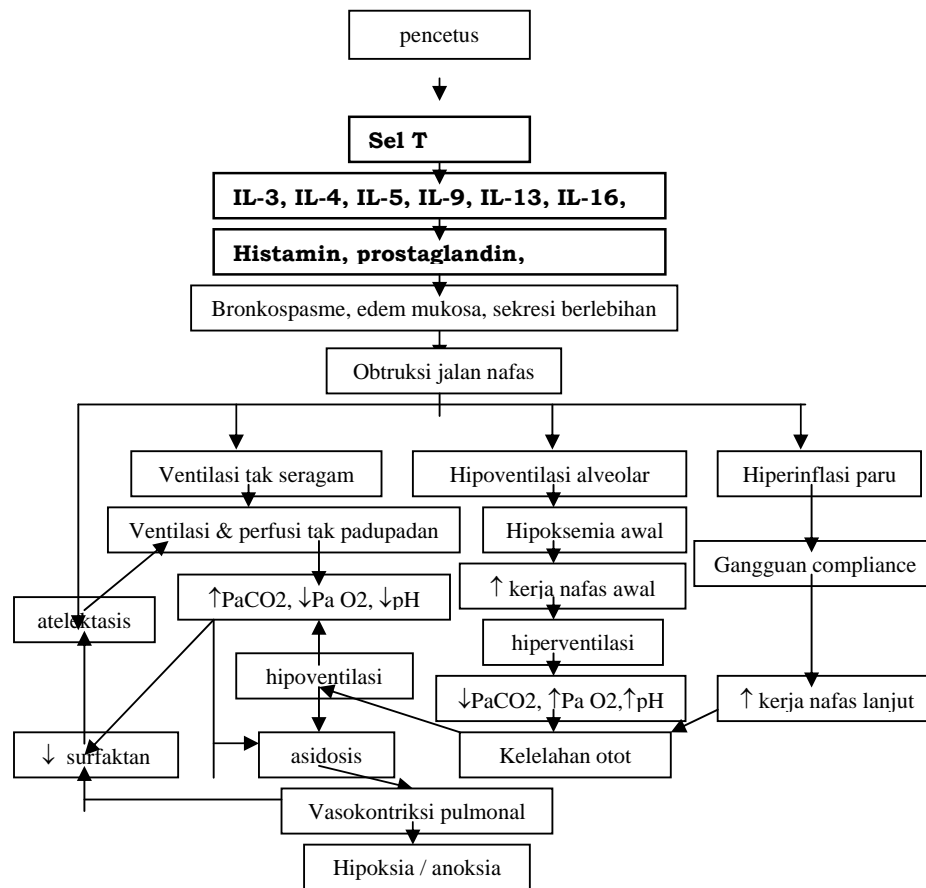 pencetus
Sel T
IL-3, IL-4, IL-5, IL-9, IL-13, IL-16,
Histamin, prostaglandin,
Bronkospasme, edem mukosa, sekresi berlebihan
Obtruksi jalan nafas
Ventilasi tak seragam
Hipoventilasi alveolar
Hiperinflasi paru
Ventilasi & perfusi tak padupadan
Hipoksemia awal
Gangguan compliance
↑PaCO2, ↓Pa O2, ↓pH
↑ kerja nafas awal
atelektasis
hiperventilasi
hipoventilasi
↓PaCO2, ↑Pa O2,↑pH
↑ kerja nafas lanjut
↓ surfaktan
asidosis
Kelelahan otot
Vasokontriksi pulmonal
Hipoksia / anoksia